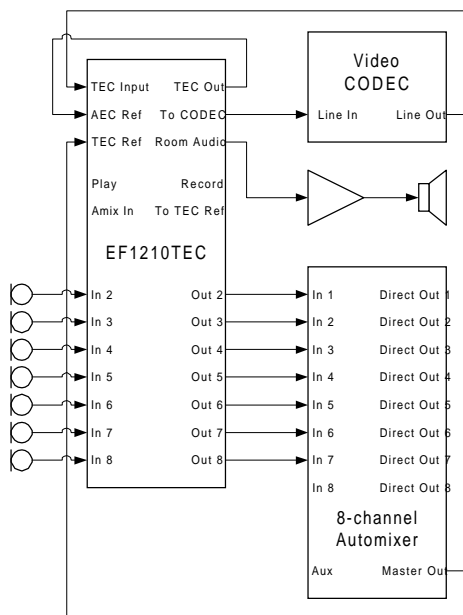 Video
CODEC
Line In Line Out
TEC Input TEC Out
AEC Ref To CODEC
TEC Ref Room Audio
Play Record
Amix In To TEC Ref
EF1210TEC
In 2 Out 2
In 3 Out 3
In 4 Out 4
In 5 Out 5
In 6 Out 6
In 7 Out 7
In 8 Out 8
In 1 Direct Out 1
In 2 Direct Out 2
In 3 Direct Out 3
In 4 Direct Out 4
In 5 Direct Out 5
In 6 Direct Out 6
In 7 Direct Out 7
In 8 Direct Out 8
8-channel
Automixer
Aux Master Out